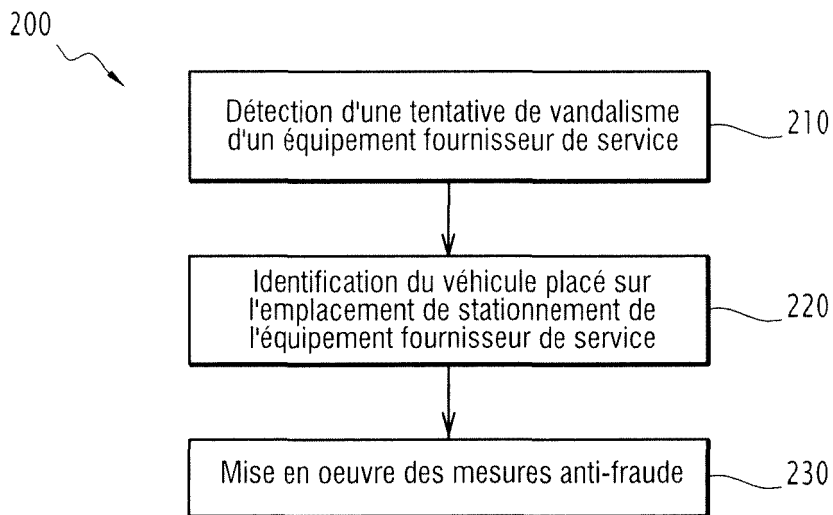 200
Détection d'une tentative de vandalisme
d'un équipement fournisseur de service
210
Identification du véhicule placé sur
l'emplacement de stationnement de
l'équipement fournisseur de service
220
Mise en oeuvre des mesures anti-fraude
230